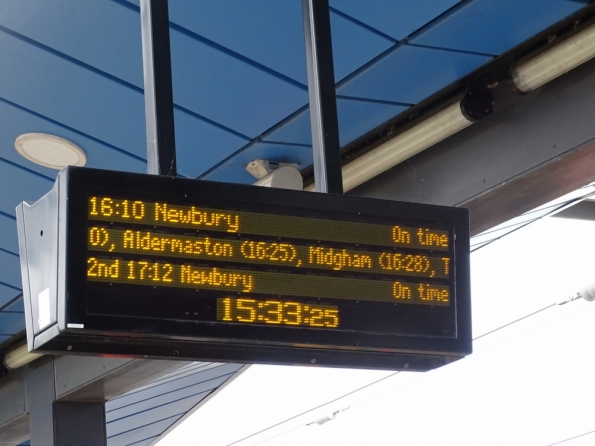 16:10 Newbury On time
0), Aldermaston (16:25), Midgham (16:28), T
2nd 17:12 Newbury On time
15:33:25